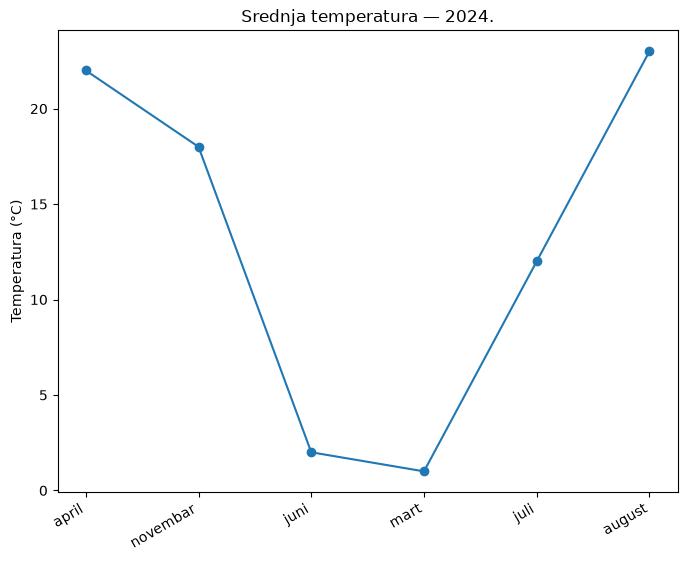 Srednja temperatura — 2024.
Temperatura (°C)
20
15
10
5
0
april
novembar
juni
mart
juli
august